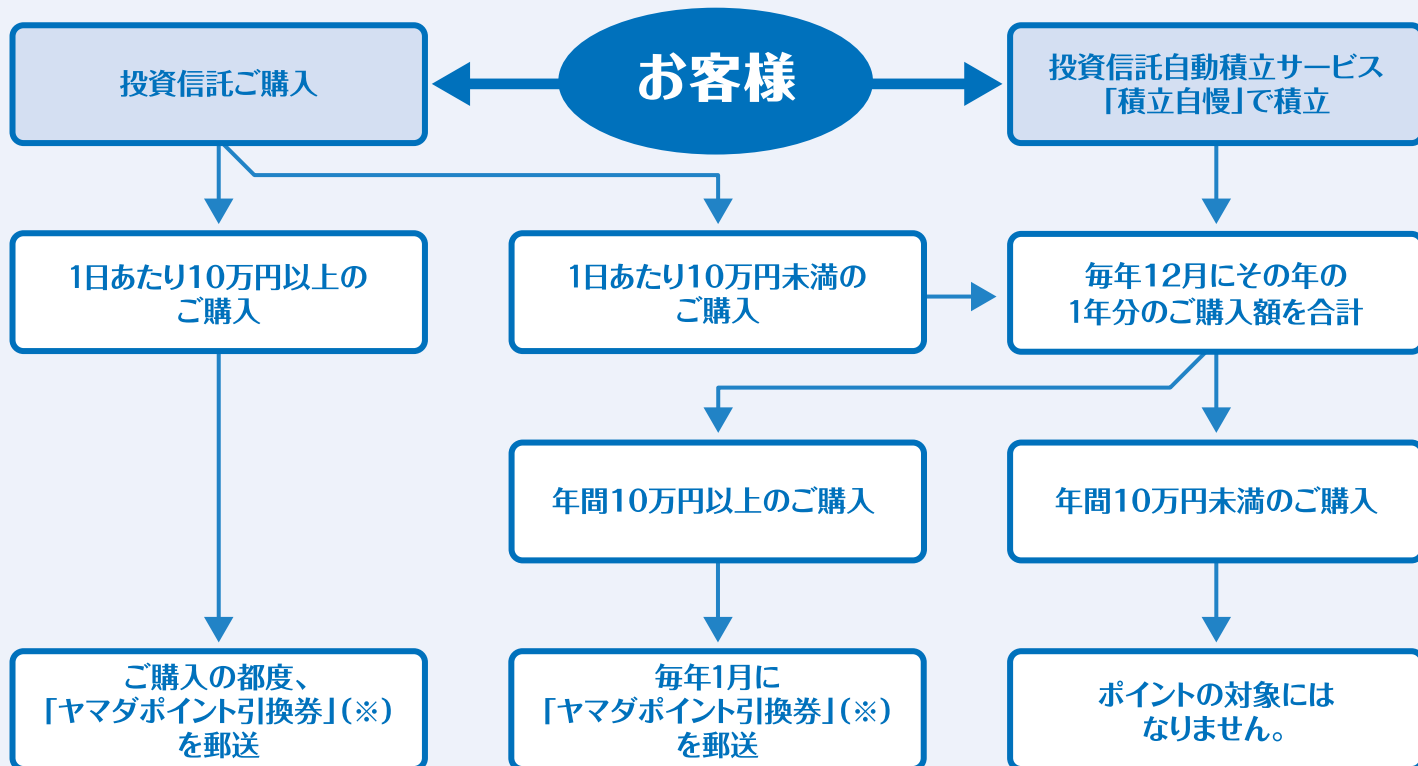 お客様
投資信託ご購入
投資信託自動積立サービス
「積立自慢」で積立
1日あたり10万円以上の
ご購入
1日あたり10万円未満の
ご購入
毎年12月にその年の
1年分のご購入額を合計
年間10万円以上のご購入
年間10万円未満のご購入
ご購入の都度、
「ヤマダポイント引換券」(※)
を郵送
毎年1月に
「ヤマダポイント引換券」(※)
を郵送
ポイントの対象には
なりません。